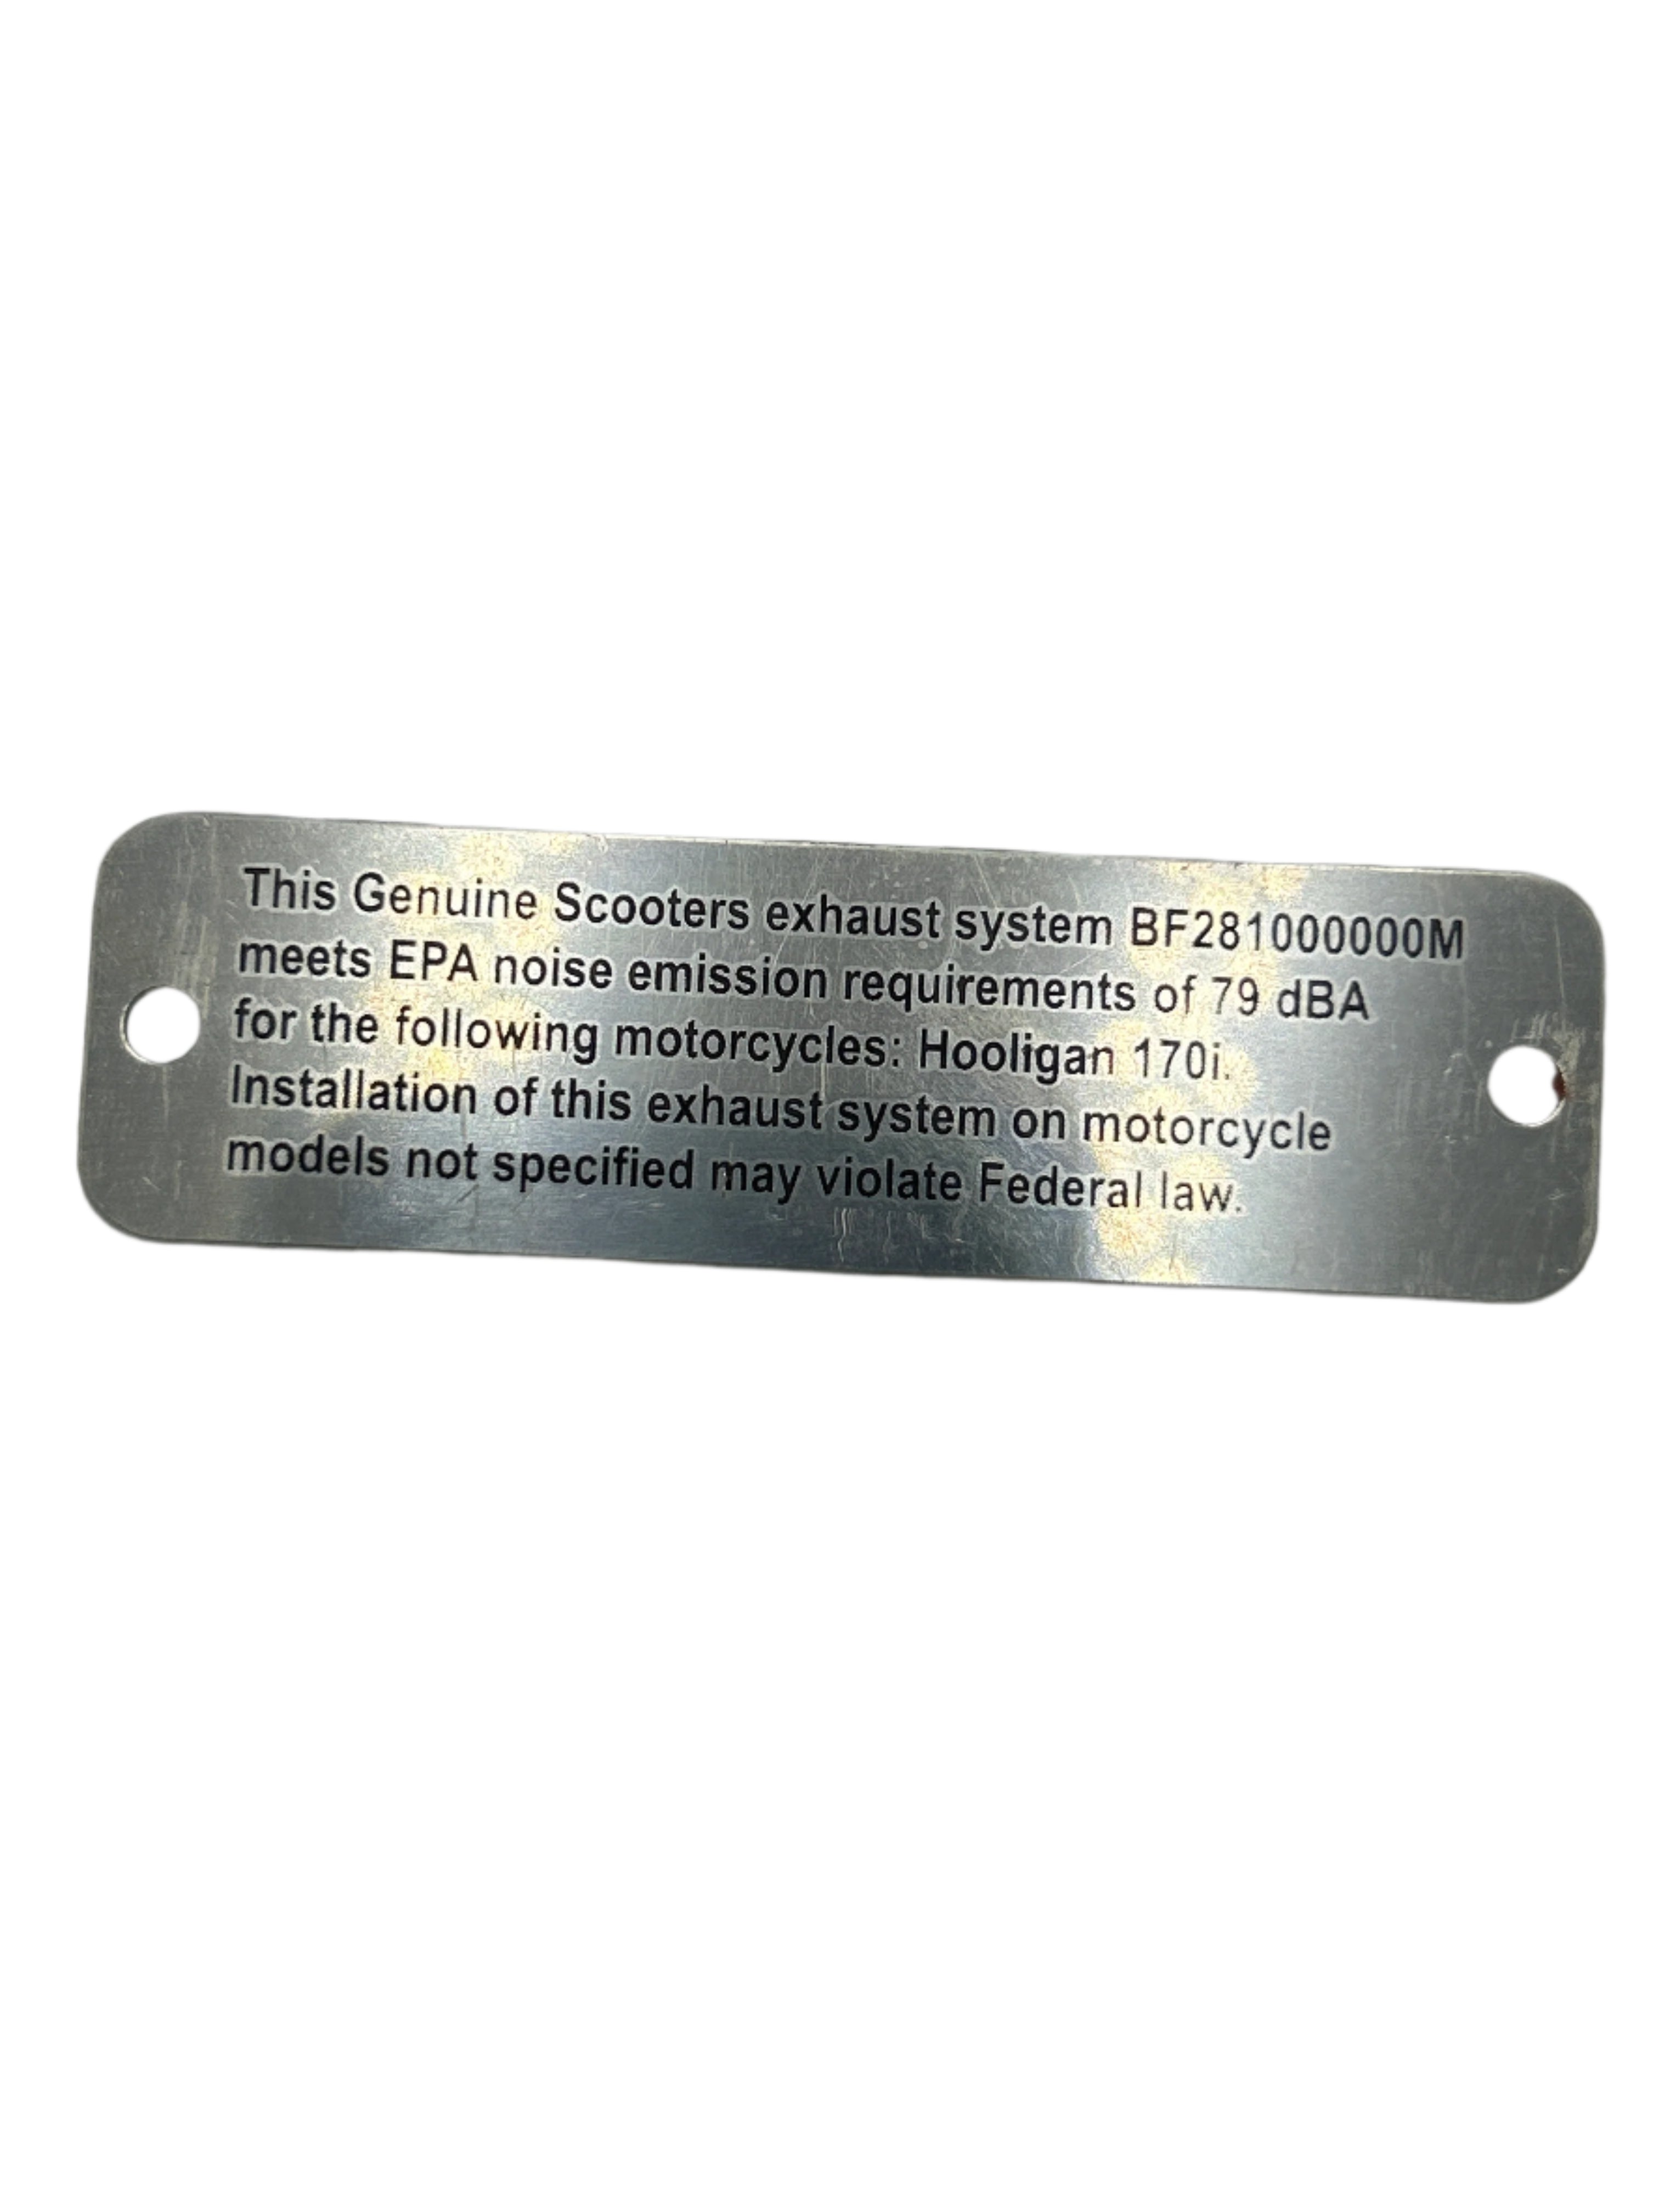 This Genuine Scooters exhaust system BF281000000M
meets EPA noise emission requirements of 79 dBA
for the following motorcycles: Hooligan 170i.
Installation of this exhaust system on motorcycle
models not specified may violate Federal law.